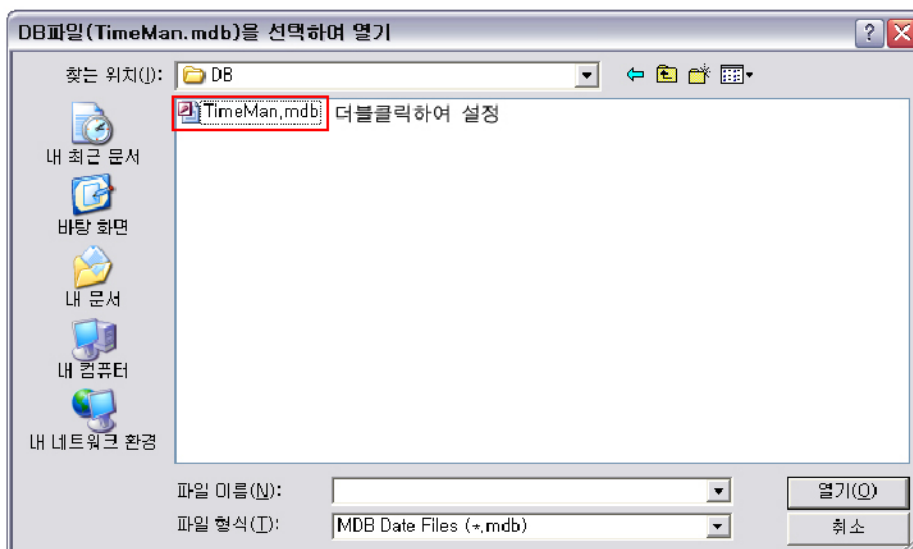 DB파일(TimeMan.mdb)을 선택하여 열기
찾는 위치(I): DB
TimeMan.mdb 더블클릭하여 설정
내 최근 문서
바탕 화면
내 문서
내 컴퓨터
내 네트워크 환경
파일 이름(N): 열기(O)
파일 형식(T): MDB Date Files (*.mdb) 취소